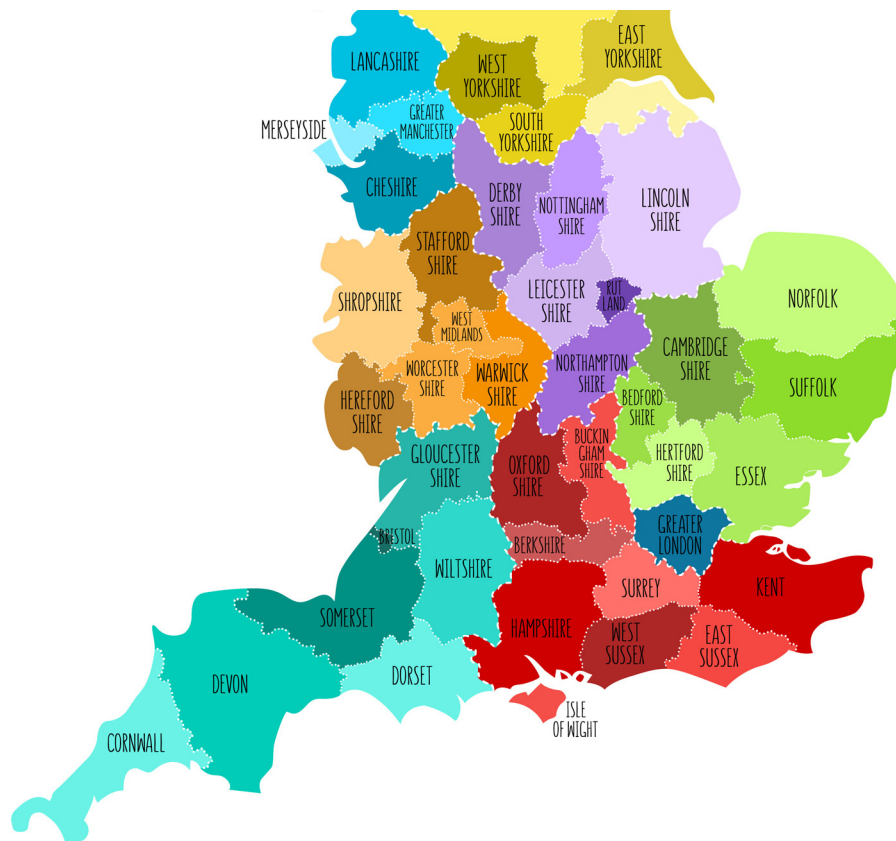 LANCASHIRE
WEST
YORKSHIRE
EAST
YORKSHIRE
MERSEYSIDE
GREATER
MANCHESTER
SOUTH
YORKSHIRE
CHESHIRE
DERBY
SHIRE
NOTTINGHAM
SHIRE
LINCOLN
SHIRE
STAFFORD
SHIRE
SHROPSHIRE
WEST
MIDLANDS
LEICESTER
SHIRE
RUT
LAND
NORFOLK
HEREFORD
SHIRE
WORCESTER
SHIRE
WARWICK
SHIRE
NORTHAMPTON
SHIRE
CAMBRIDGE
SHIRE
SUFFOLK
BEDFORD
SHIRE
GLOUCESTER
SHIRE
OXFORD
SHIRE
BUCKIN
GHAM
SHIRE
HERTFORD
SHIRE
ESSEX
BRISTOL
WILTSHIRE
BERKSHIRE
GREATER
LONDON
SOMERSET
HAMPSHIRE
SURREY
KENT
WEST
SUSSEX
EAST
SUSSEX
DEVON
DORSET
ISLE
OF WIGHT
CORNWALL